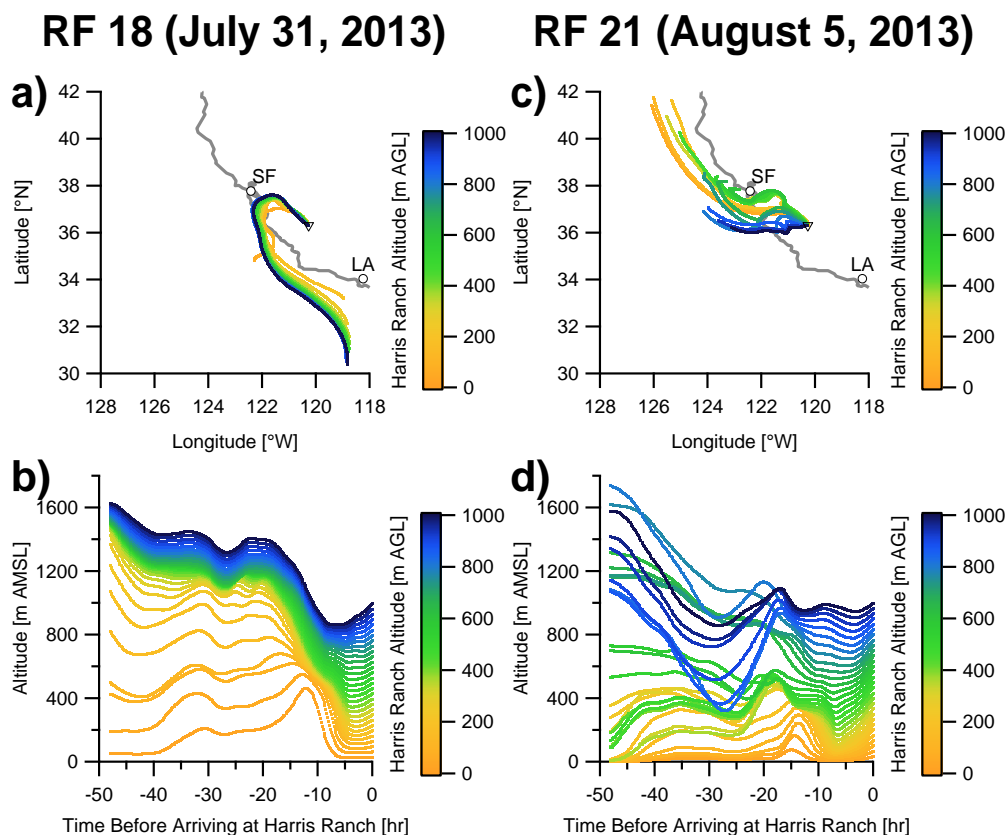 RF 18 (July 31, 2013)
RF 21 (August 5, 2013)
a)
42
40
38
36
34
32
30
Latitude [°N]
128 126 124 122 120 118
Longitude [°W]
SF
LA
1000
800
600
400
200
0
Harris Ranch Altitude [m AGL]
c)
42
40
38
36
34
32
30
Latitude [°N]
128 126 124 122 120 118
Longitude [°W]
SF
LA
1000
800
600
400
200
0
Harris Ranch Altitude [m AGL]
b)
1600
1200
800
400
0
Altitude [m AMSL]
-50 -40 -30 -20 -10 0
Time Before Arriving at Harris Ranch [hr]
1000
800
600
400
200
0
Harris Ranch Altitude [m AGL]
d)
1600
1200
800
400
0
Altitude [m AMSL]
-50 -40 -30 -20 -10 0
Time Before Arriving at Harris Ranch [hr]
1000
800
600
400
200
0
Harris Ranch Altitude [m AGL]